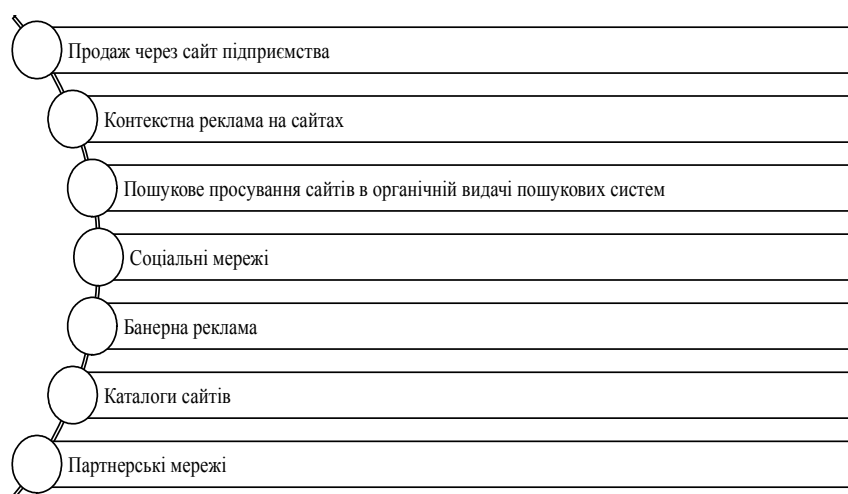 Продаж через сайт підприємства
Контекстна реклама на сайтах
Пошукове просування сайтів в органічній видачі пошукових систем
Соціальні мережі
Банерна реклама
Каталоги сайтів
Партнерські мережі